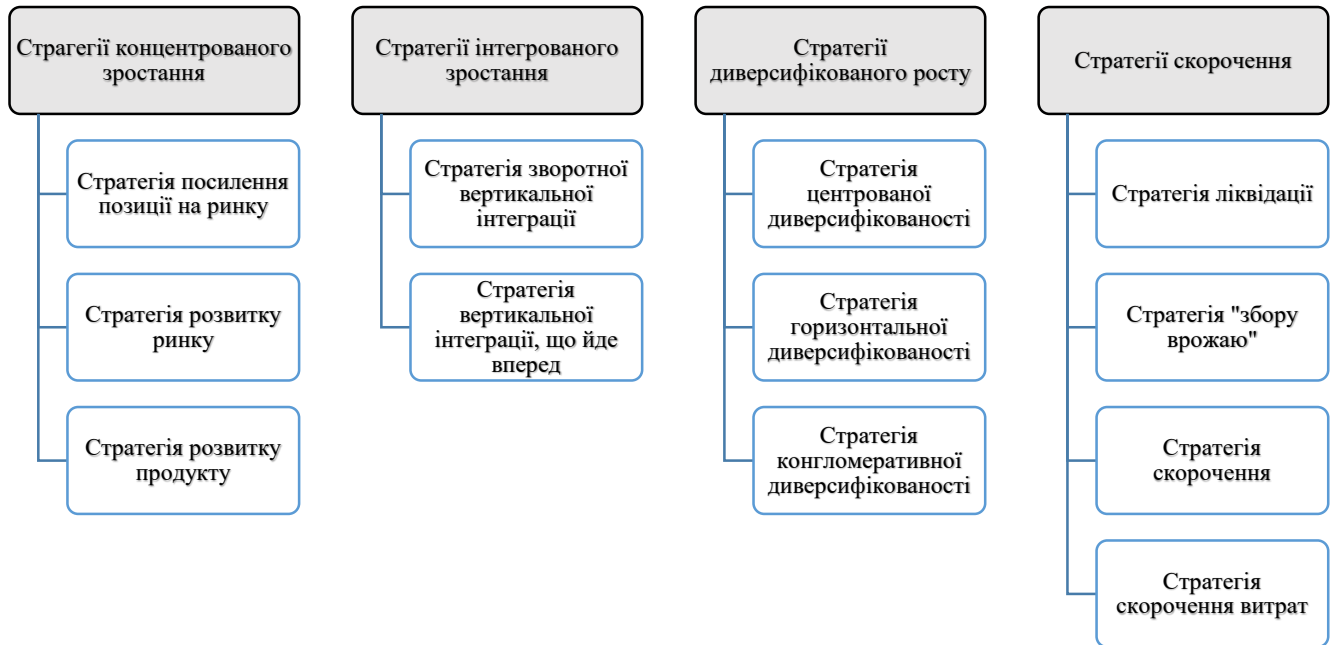 Страгегії концентрованого
зростання
Стратегія посилення
позиції на ринку
Стратегія розвитку
ринку
Стратегія розвитку
продукту
Стратегії інтегрованого
зростання
Стратегія зворотної
вертикальної
інтеграції
Стратегія
вертикальної
інтеграції, що йде
вперед
Стратегії
диверсифікованого росту
Стратегія
центрованої
диверсифікованості
Стратегія
горизонтальної
диверсифікованості
Стратегія
конгломеративної
диверсифікованості
Стратегії скорочення
Стратегія ліквідації
Стратегія "збору
врожаю"
Стратегія
скорочення
Стратегія
скорочення витрат